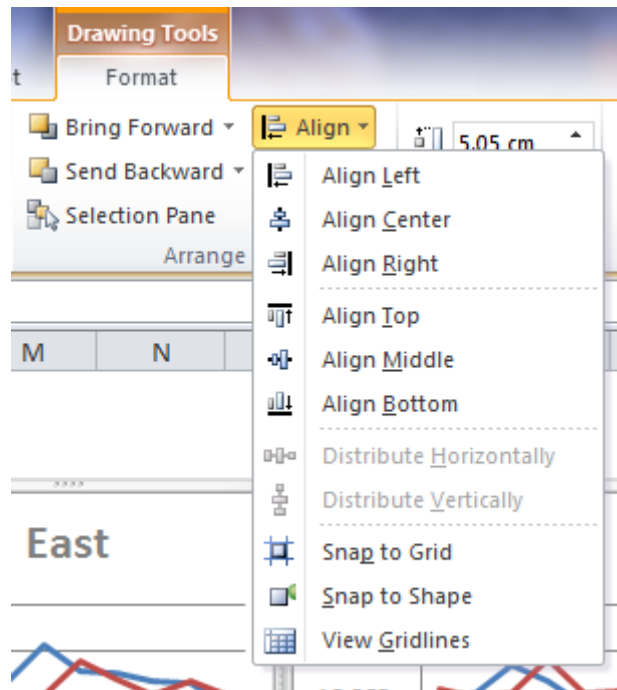 Drawing Tools
t Format
Bring Forward Align 5.05 cm
Send Backward
Selection Pane
Arrange
Align Left
Align Center
Align Right
Align Top
Align Middle
Align Bottom
Distribute Horizontally
Distribute Vertically
Snap to Grid
Snap to Shape
View Gridlines
M N
East